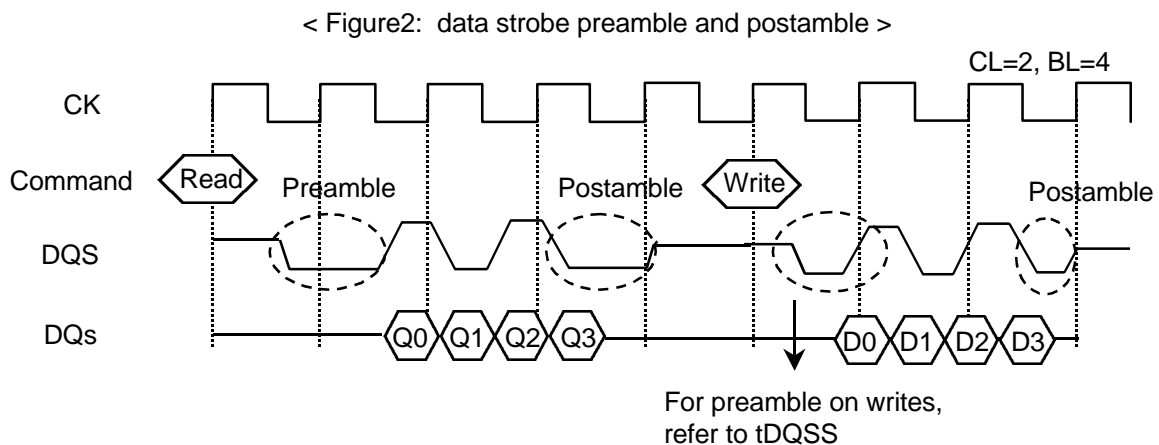 < Figure2:  data strobe preamble and postamble >
CL=2, BL=4
CK
Command
Read
Preamble
Postamble
Write
Postamble
DQS
DQs
Q0 Q1 Q2 Q3
D0 D1 D2 D3
For preamble on writes,
refer to tDQSS